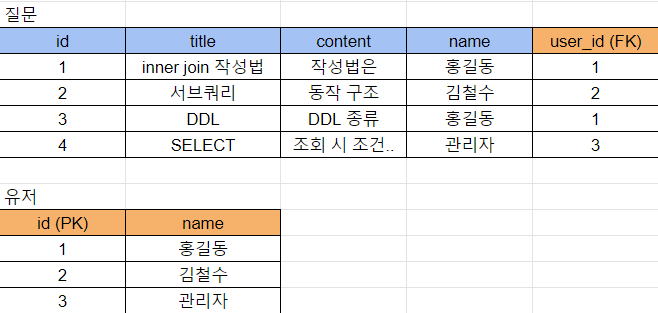 질문
id title content name user_id (FK)
1 inner join 작성법 작성법은 홍길동 1
2 서브쿼리 동작 구조 김철수 2
3 DDL DDL 종류 홍길동 1
4 SELECT 조회 시 조건.. 관리자 3
유저
id (PK) name
1 홍길동
2 김철수
3 관리자